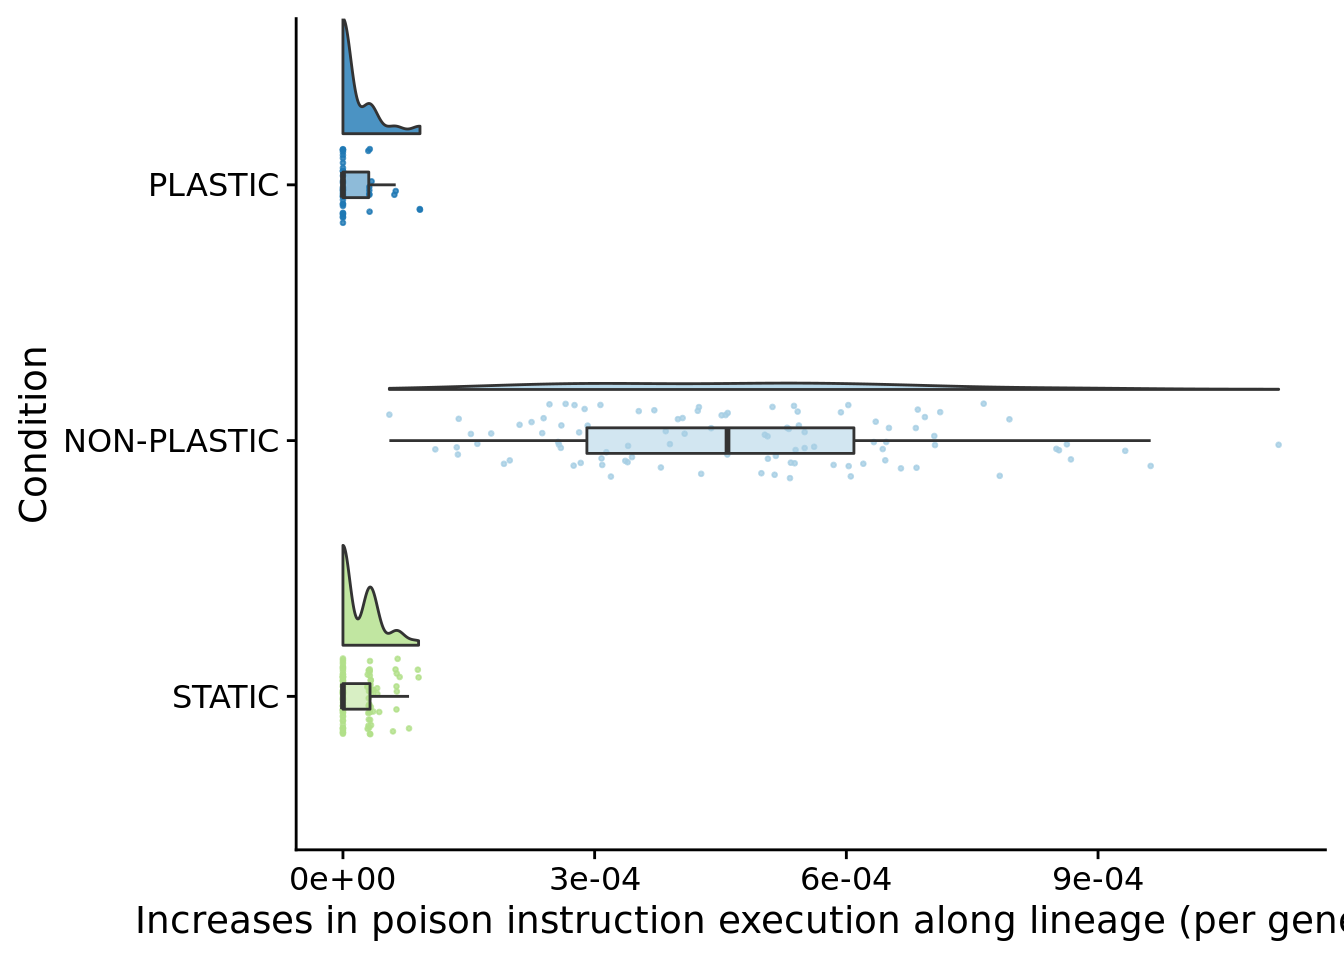 PLASTIC
NON-PLASTIC
STATIC
Condition
0e+00 3e-04 6e-04 9e-04
Increases in poison instruction execution along lineage (per gene